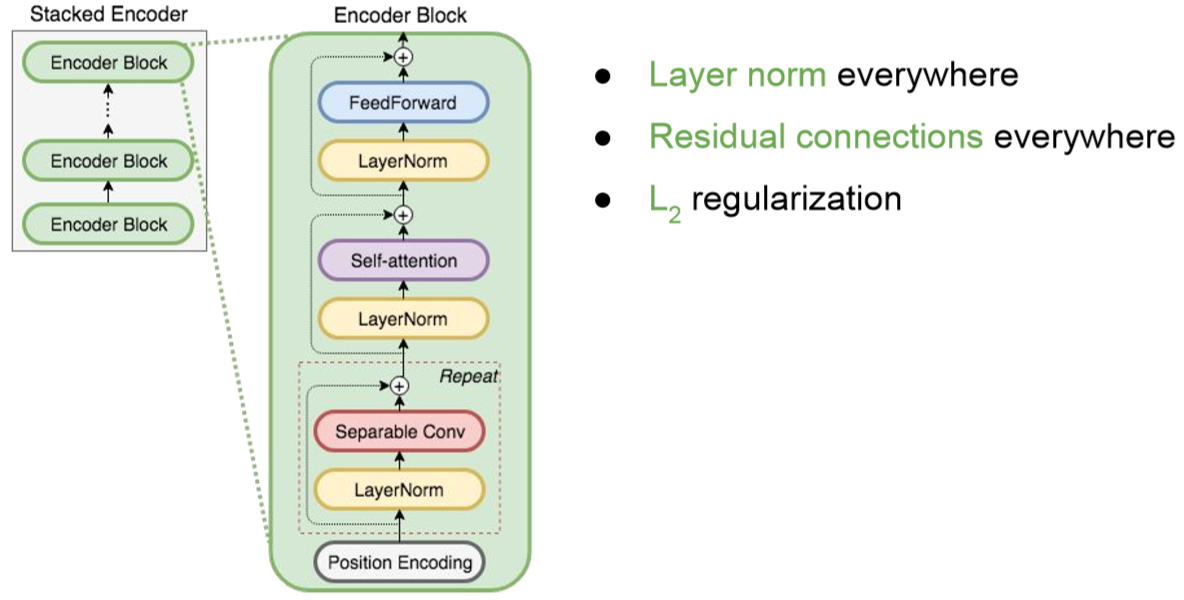 Stacked Encoder
Encoder Block
Encoder Block
Encoder Block
Encoder Block
FeedForward
LayerNorm
Self-attention
LayerNorm
Repeat
Separable Conv
LayerNorm
Position Encoding
● Layer norm everywhere
● Residual connections everywhere
● L₂ regularization